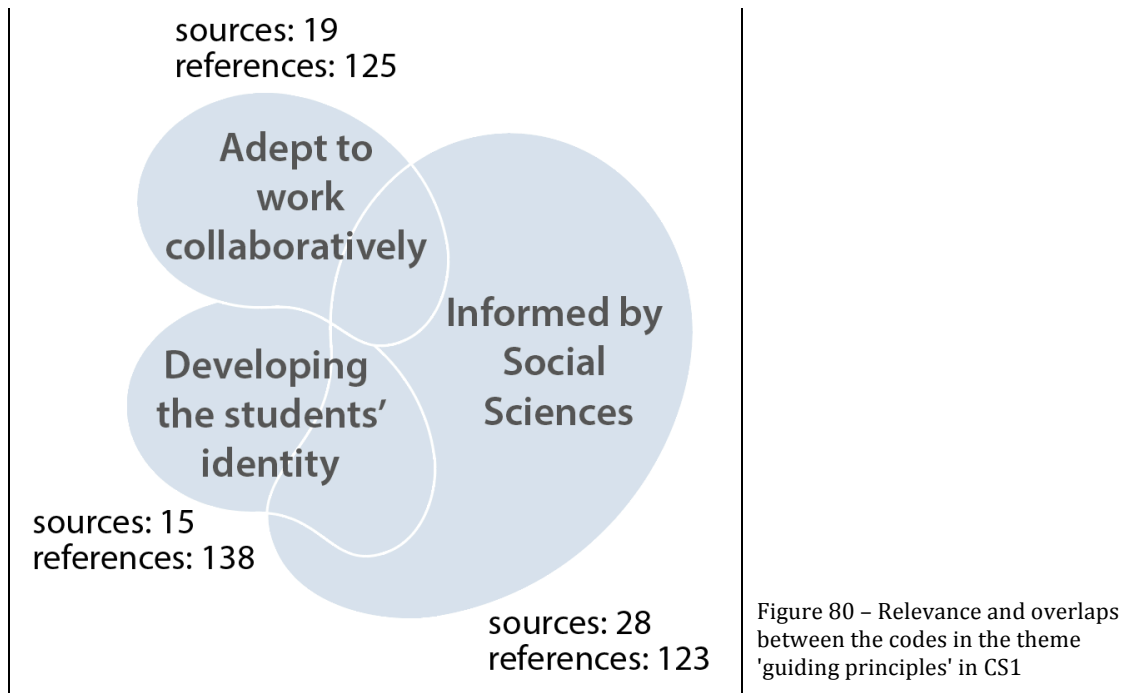 sources: 19
references: 125
Adept to
work
collaboratively
Informed by
Social
Sciences
Developing
the students’
identity
sources: 15
references: 138
sources: 28
references: 123
Figure 80 – Relevance and overlaps
between the codes in the theme
'guiding principles' in CS1